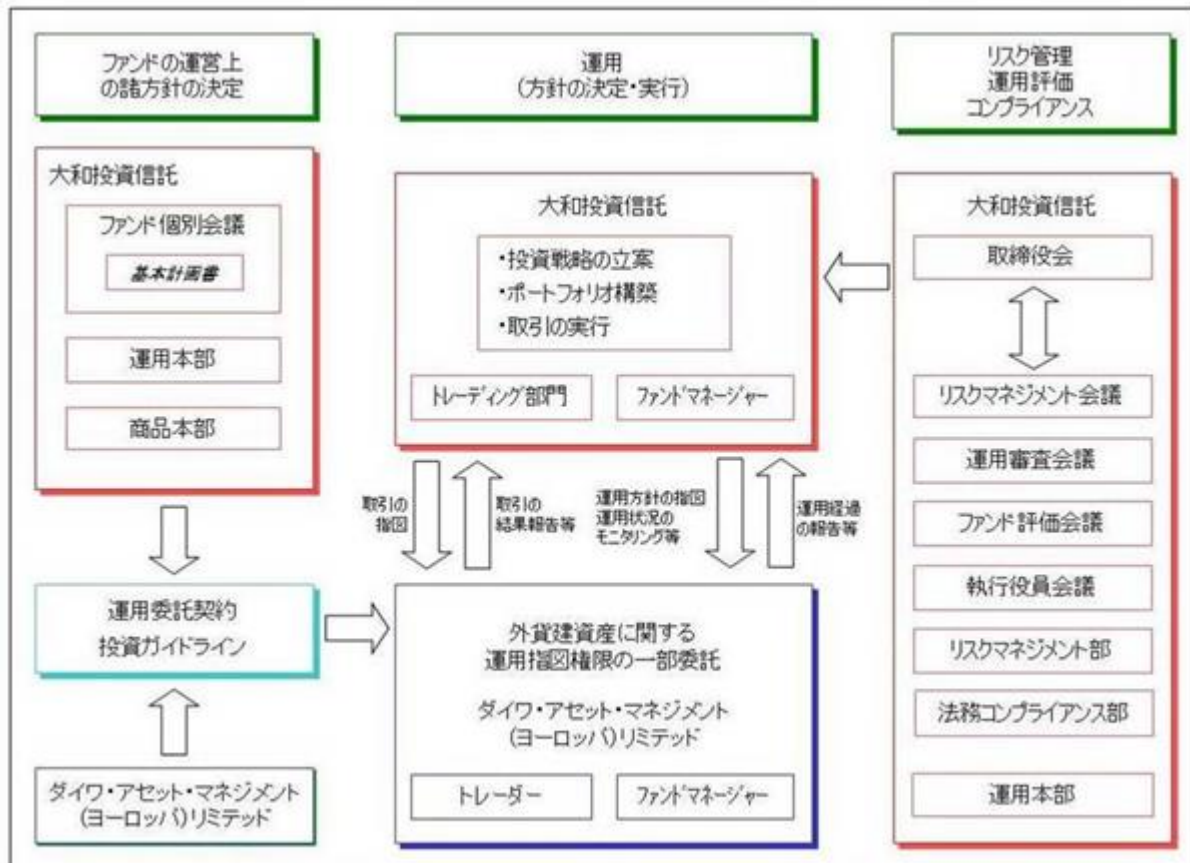 ファンドの運営上
の諸方針の決定
運用
(方針の決定・実行)
リスク管理
運用評価
コンプライアンス
大和投資信託
ファンド個別会議
基本計画書
運用本部
商品本部
大和投資信託
・投資戦略の立案
・ポートフォリオ構築
・取引の実行
トレーディング部門
ファンドマネージャー
大和投資信託
取締役会
リスクマネジメント会議
運用審査会議
ファンド評価会議
執行役員会議
リスクマネジメント部
法務コンプライアンス部
運用本部
取引の
指図
取引の
結果報告等
運用方針の指図
運用状況の
モニタリング等
運用経過
の報告等
運用委託契約
投資ガイドライン
外貨建資産に関する
運用指図権限の一部委託
ダイワ・アセット・マネジメント
(ヨーロッパ)リミテッド
トレーダー
ファンドマネージャー
ダイワ・アセット・マネジメント
(ヨーロッパ)リミテッド